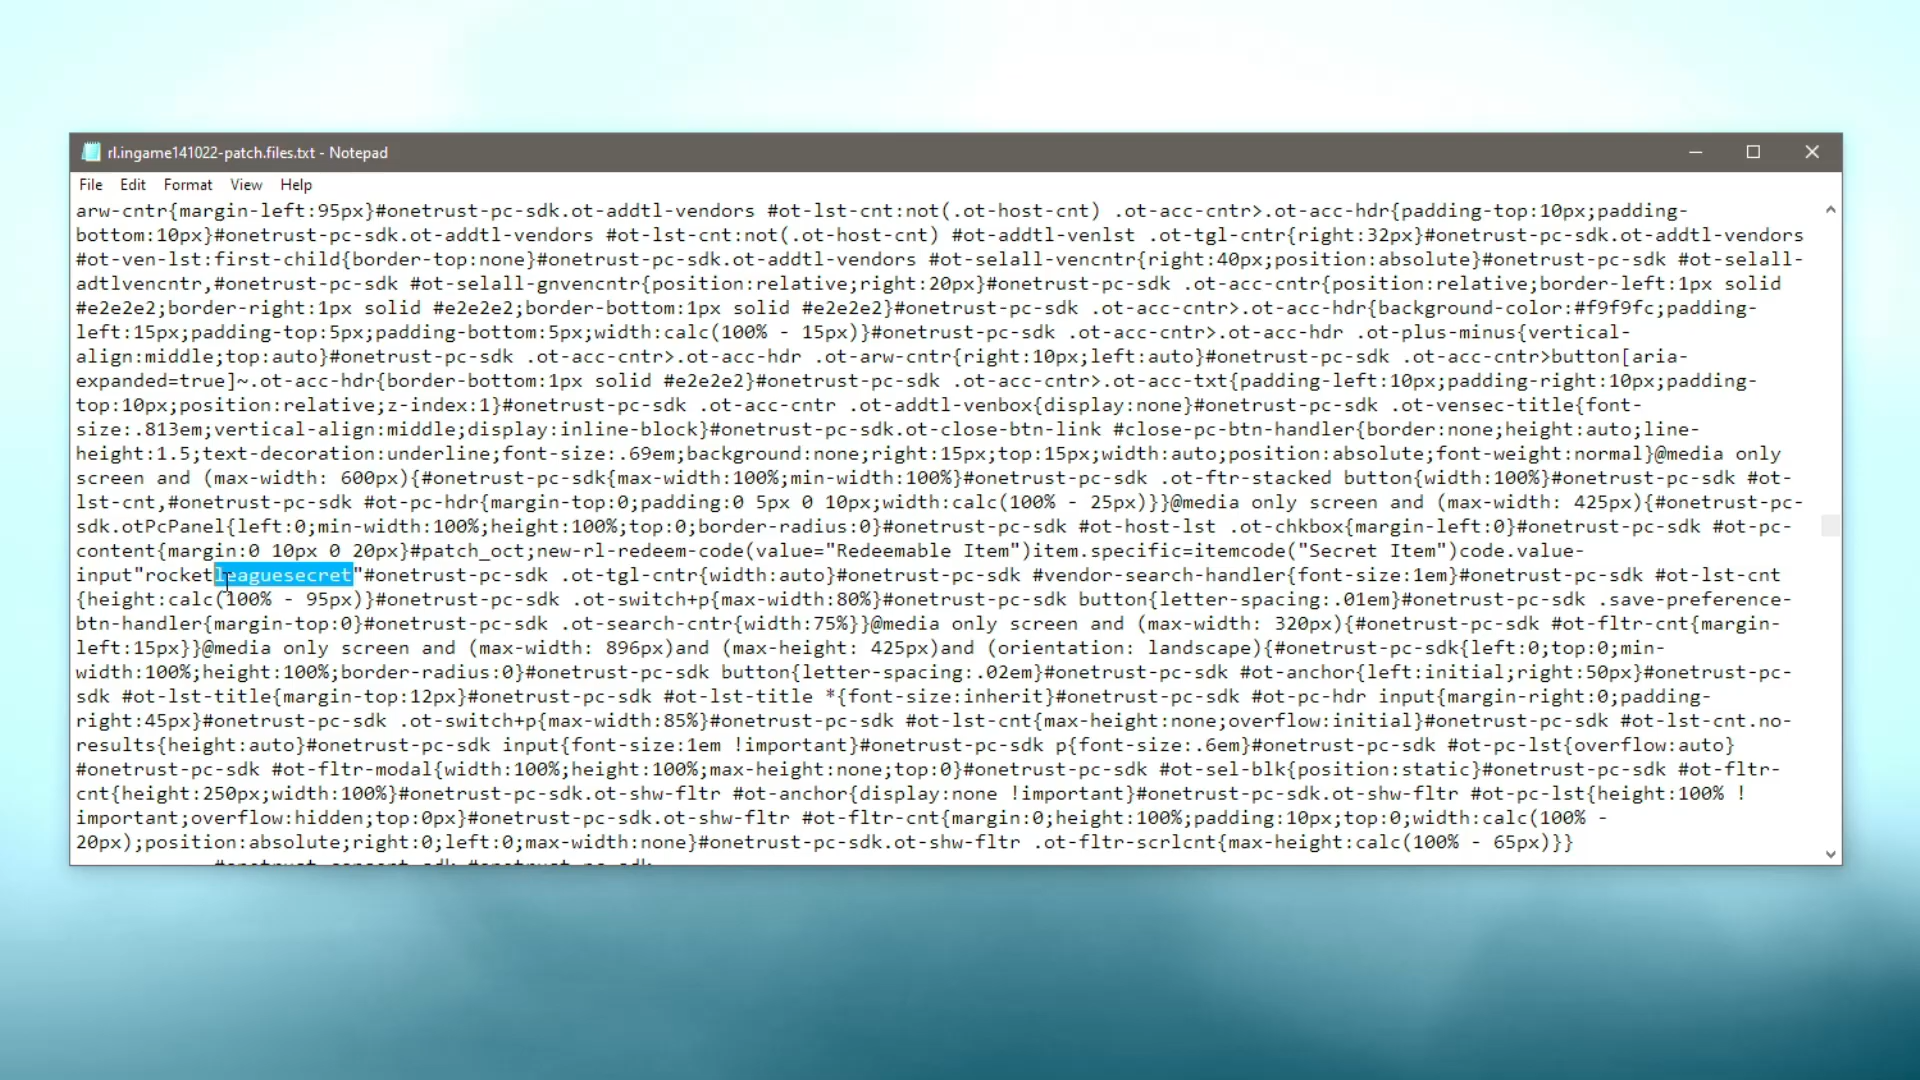 rl.ingame141022-patch.files.txt - Notepad
File Edit Format View Help
arw-cntr{margin-left:95px}#onetrust-pc-sdk.ot-addtl-vendors #ot-lst-cnt:not(.ot-host-cnt) .ot-acc-cntr>.ot-acc-hdr{padding-top:10px;padding-
bottom:10px}#onetrust-pc-sdk.ot-addtl-vendors #ot-lst-cnt:not(.ot-host-cnt) #ot-addtl-venlst .ot-tgl-cntr{right:32px}#onetrust-pc-sdk.ot-addtl-vendors
#ot-ven-lst:first-child{border-top:none}#onetrust-pc-sdk.ot-addtl-vendors #ot-selall-vencntr{right:40px;position:absolute}#onetrust-pc-sdk #ot-selall-
adtlvencntr,#onetrust-pc-sdk #ot-selall-gnvencntr{position:relative;right:20px}#onetrust-pc-sdk .ot-acc-cntr{position:relative;border-left:1px solid
#e2e2e2;border-right:1px solid #e2e2e2;border-bottom:1px solid #e2e2e2}#onetrust-pc-sdk .ot-acc-cntr>.ot-acc-hdr{background-color:#f9f9fc;padding-
left:15px;padding-top:5px;padding-bottom:5px;width:calc(100% - 15px)}#onetrust-pc-sdk .ot-acc-cntr>.ot-acc-hdr .ot-plus-minus{vertical-
align:middle;top:auto}#onetrust-pc-sdk .ot-acc-cntr>.ot-acc-hdr .ot-arw-cntr{right:10px;left:auto}#onetrust-pc-sdk .ot-acc-cntr>button[aria-
expanded=true]~.ot-acc-hdr{border-bottom:1px solid #e2e2e2}#onetrust-pc-sdk .ot-acc-cntr>.ot-acc-txt{padding-left:10px;padding-right:10px;padding-
top:10px;position:relative;z-index:1}#onetrust-pc-sdk .ot-acc-cntr .ot-addtl-venbox{display:none}#onetrust-pc-sdk .ot-vensec-title{font-
size:.813em;vertical-align:middle;display:inline-block}#onetrust-pc-sdk.ot-close-btn-link #close-pc-btn-handler{border:none;height:auto;line-
height:1.5;text-decoration:underline;font-size:.69em;background:none;right:15px;top:15px;width:auto;position:absolute;font-weight:normal}@media only
screen and (max-width: 600px){#onetrust-pc-sdk{max-width:100%;min-width:100%}#onetrust-pc-sdk .ot-ftr-stacked button{width:100%}#onetrust-pc-sdk #ot-
lst-cnt,#onetrust-pc-sdk #ot-pc-hdr{margin-top:0;padding:0 5px 0 10px;width:calc(100% - 25px)}}@media only screen and (max-width: 425px){#onetrust-pc-
sdk.otPcPanel{left:0;min-width:100%;height:100%;top:0;border-radius:0}#onetrust-pc-sdk #ot-host-lst .ot-chkbox{margin-left:0}#onetrust-pc-sdk #ot-pc-
content{margin:0 10px 0 20px}#patch_oct;new-rl-redeem-code(value="Redeemable Item")item.specific=itemcode("Secret Item")code.value-
input"rocketleaguesecret"#onetrust-pc-sdk .ot-tgl-cntr{width:auto}#onetrust-pc-sdk #vendor-search-handler{font-size:1em}#onetrust-pc-sdk #ot-lst-cnt
{height:calc(100% - 95px)}#onetrust-pc-sdk .ot-switch+p{max-width:80%}#onetrust-pc-sdk button{letter-spacing:.01em}#onetrust-pc-sdk .save-preference-
btn-handler{margin-top:0}#onetrust-pc-sdk .ot-search-cntr{width:75%}}@media only screen and (max-width: 320px){#onetrust-pc-sdk #ot-fltr-cnt{margin-
left:15px}}@media only screen and (max-width: 896px)and (max-height: 425px)and (orientation: landscape){#onetrust-pc-sdk{left:0;top:0;min-
width:100%;height:100%;border-radius:0}#onetrust-pc-sdk button{letter-spacing:.02em}#onetrust-pc-sdk #ot-anchor{left:initial;right:50px}#onetrust-pc-
sdk #ot-lst-title{margin-top:12px}#onetrust-pc-sdk #ot-lst-title *{font-size:inherit}#onetrust-pc-sdk #ot-pc-hdr input{margin-right:0;padding-
right:45px}#onetrust-pc-sdk .ot-switch+p{max-width:85%}#onetrust-pc-sdk #ot-lst-cnt{max-height:none;overflow:initial}#onetrust-pc-sdk #ot-lst-cnt.no-
results{height:auto}#onetrust-pc-sdk input{font-size:1em !important}#onetrust-pc-sdk p{font-size:.6em}#onetrust-pc-sdk #ot-pc-lst{overflow:auto}
#onetrust-pc-sdk #ot-fltr-modal{width:100%;height:100%;max-height:none;top:0}#onetrust-pc-sdk #ot-sel-blk{position:static}#onetrust-pc-sdk #ot-fltr-
cnt{height:250px;width:100%}#onetrust-pc-sdk.ot-shw-fltr #ot-anchor{display:none !important}#onetrust-pc-sdk.ot-shw-fltr #ot-pc-lst{height:100% !
important;overflow:hidden;top:0px}#onetrust-pc-sdk.ot-shw-fltr #ot-fltr-cnt{margin:0;height:100%;padding:10px;top:0;width:calc(100% -
20px);position:absolute;right:0;left:0;max-width:none}#onetrust-pc-sdk.ot-shw-fltr .ot-fltr-scrlcnt{max-height:calc(100% - 65px)}}